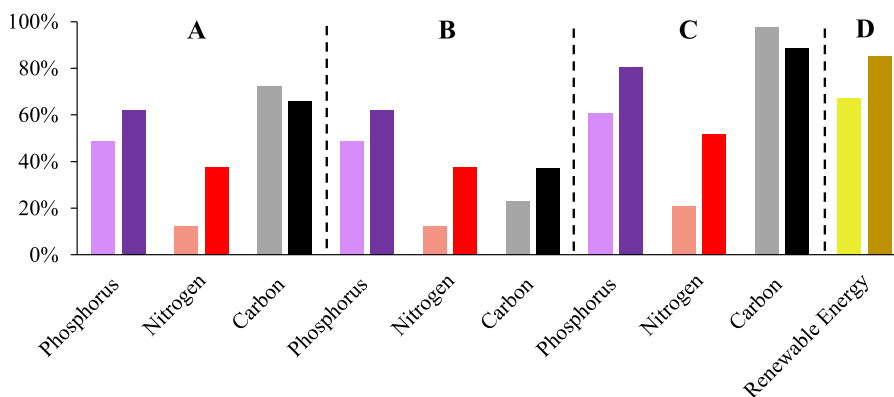 100%
80%
60%
40%
20%
0%
A
B
C
D
Phosphorus
Nitrogen
Carbon
Phosphorus
Nitrogen
Carbon
Phosphorus
Nitrogen
Carbon
Renewable Energy